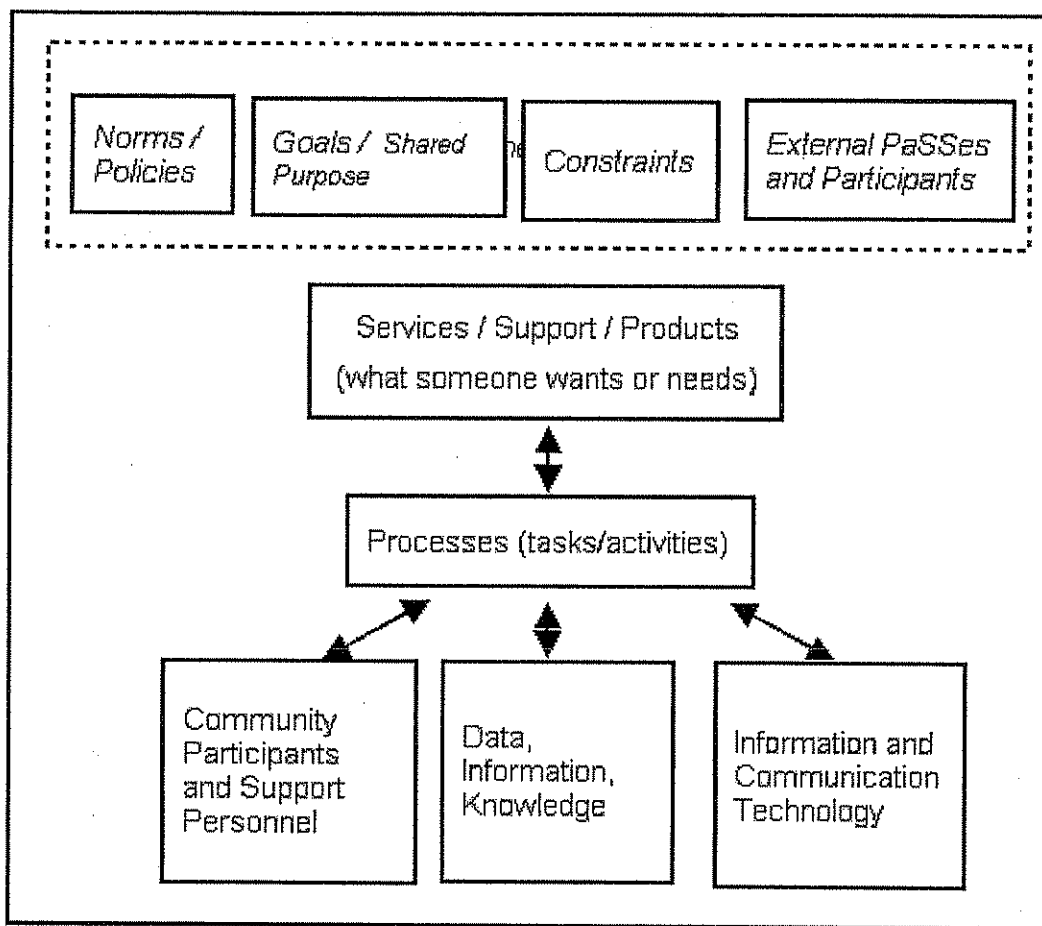 Norms /
Policies
Goals / Shared
Purpose
ne
Constraints
External PaSSes
and Participants
Services / Support / Products
(what someone wants or needs)
Processes (tasks/activities)
Community
Participants
and Support
Personnel
Data,
Information,
Knowledge
Information and
Communication
Technology